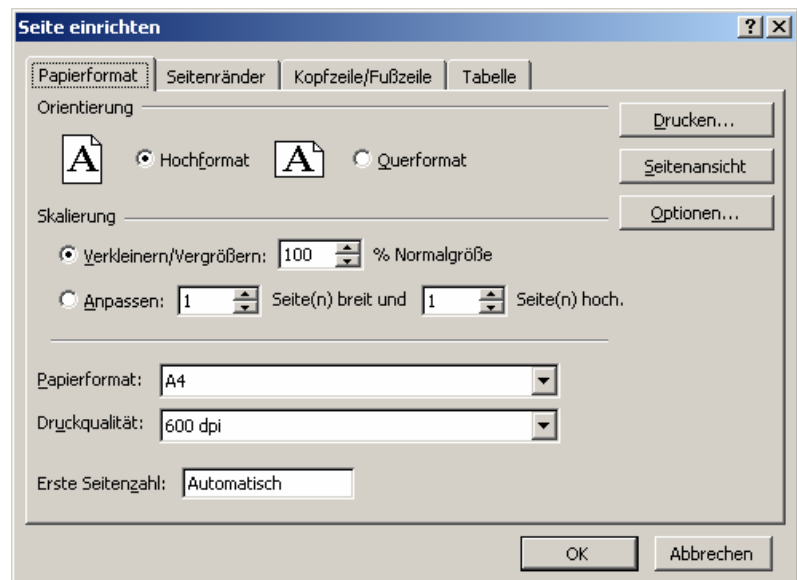 Seite einrichten
Papierformat Seitenränder Kopfzeile/Fußzeile Tabelle
Orientierung
Drucken...
A Hochformat A Querformat
Seitenansicht
Skalierung
Optionen...
Verkleinern/Vergrößern: 100 % Normalgröße
Anpassen: 1 Seite(n) breit und 1 Seite(n) hoch.
Papierformat: A4
Druckqualität: 600 dpi
Erste Seitenzahl: Automatisch
OK Abbrechen